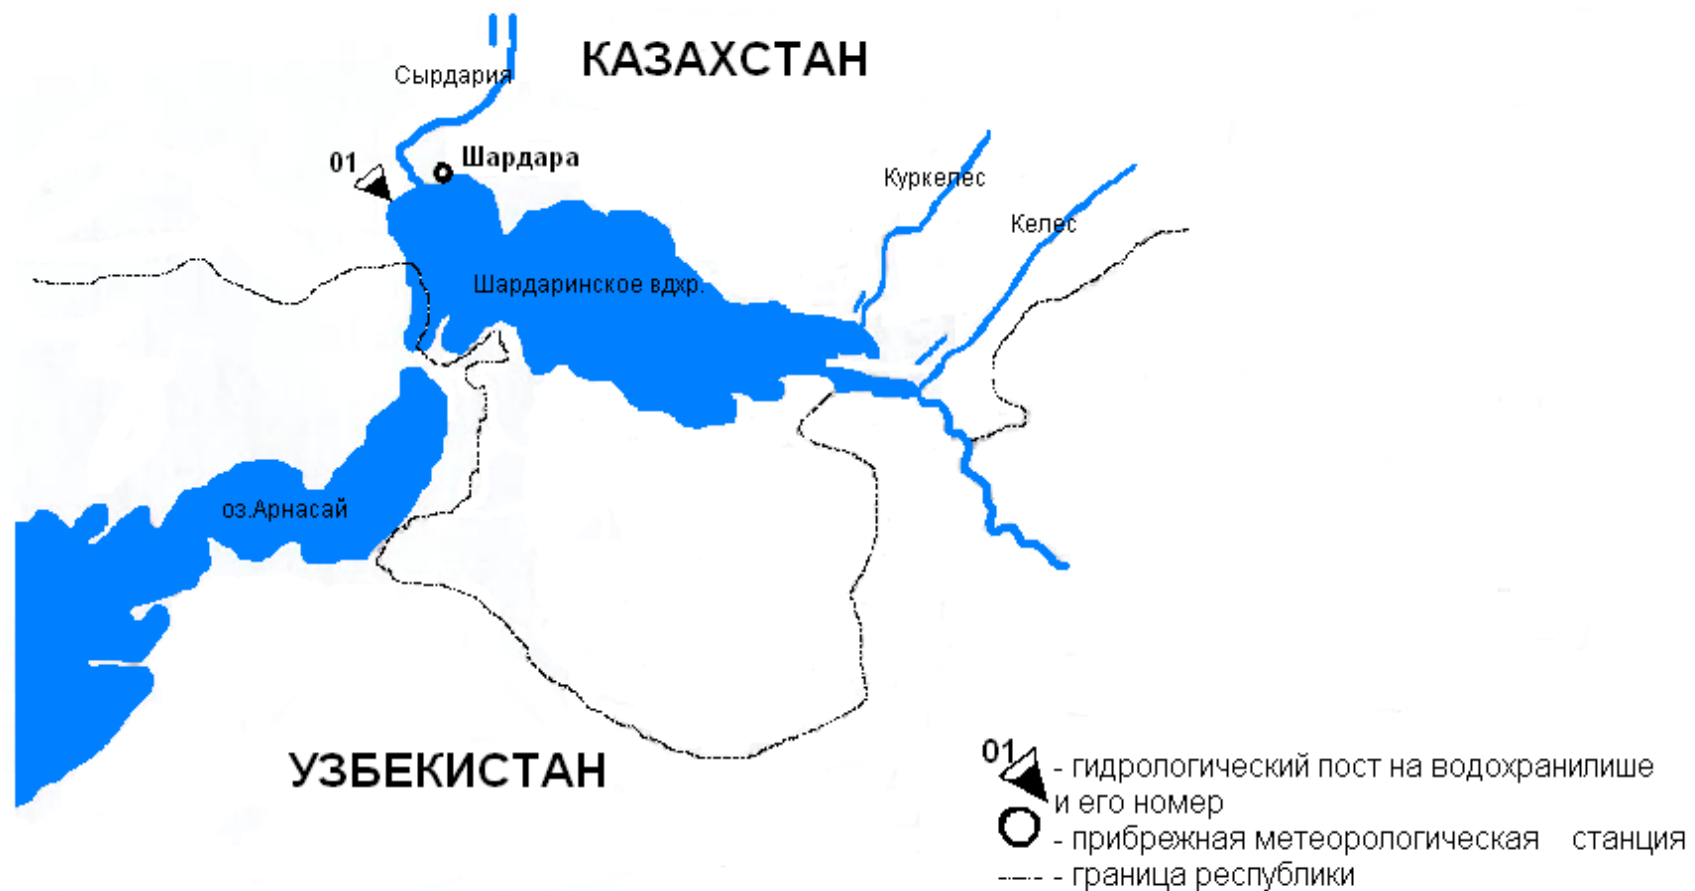 КАЗАХСТАН
Сырдария
01
Шардара
Куркелес
Келес
Шардаринское вдхр.
оз.Арнасай
УЗБЕКИСТАН
01 - гидрологический пост на водохранилише
и его номер
- прибрежная метеорологическая станция
- граница республики